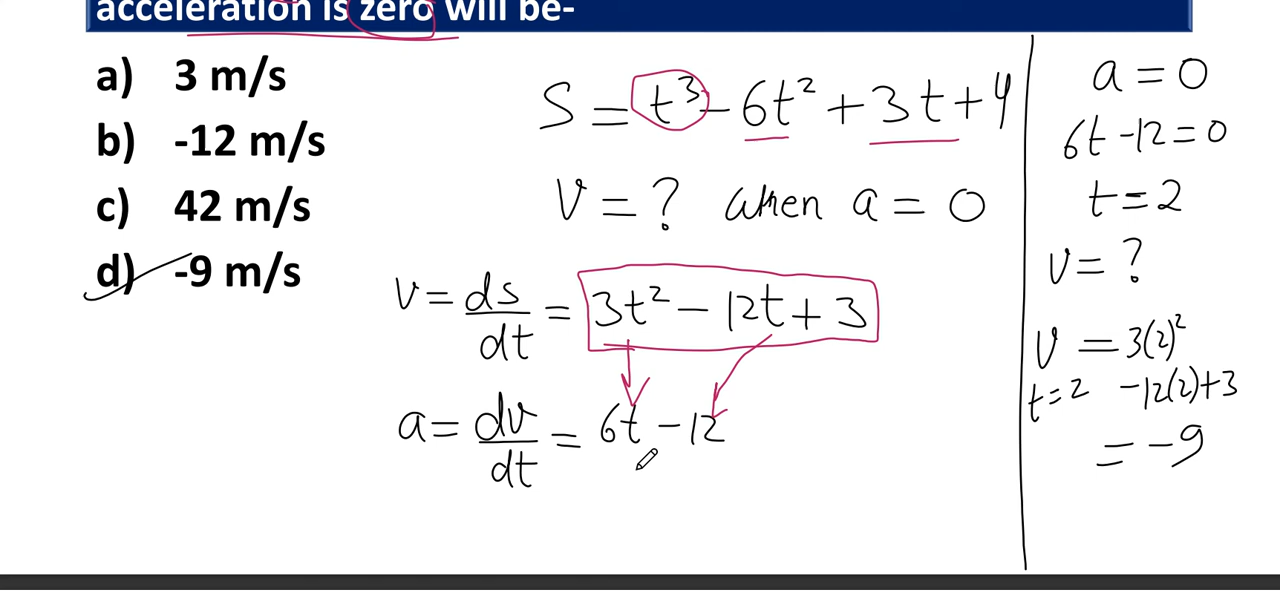 acceleration is zero will be-
a) 3 m/s
b) -12 m/s
c) 42 m/s
d) -9 m/s
S = t³ - 6t² + 3t + 4
V = ? when a = 0
v = ds/dt = 3t² - 12t + 3
a = dv/dt = 6t - 12
a = 0
6t - 12 = 0
t = 2
v = ?
v = 3(2)²
t=2 -12(2)+3
= -9